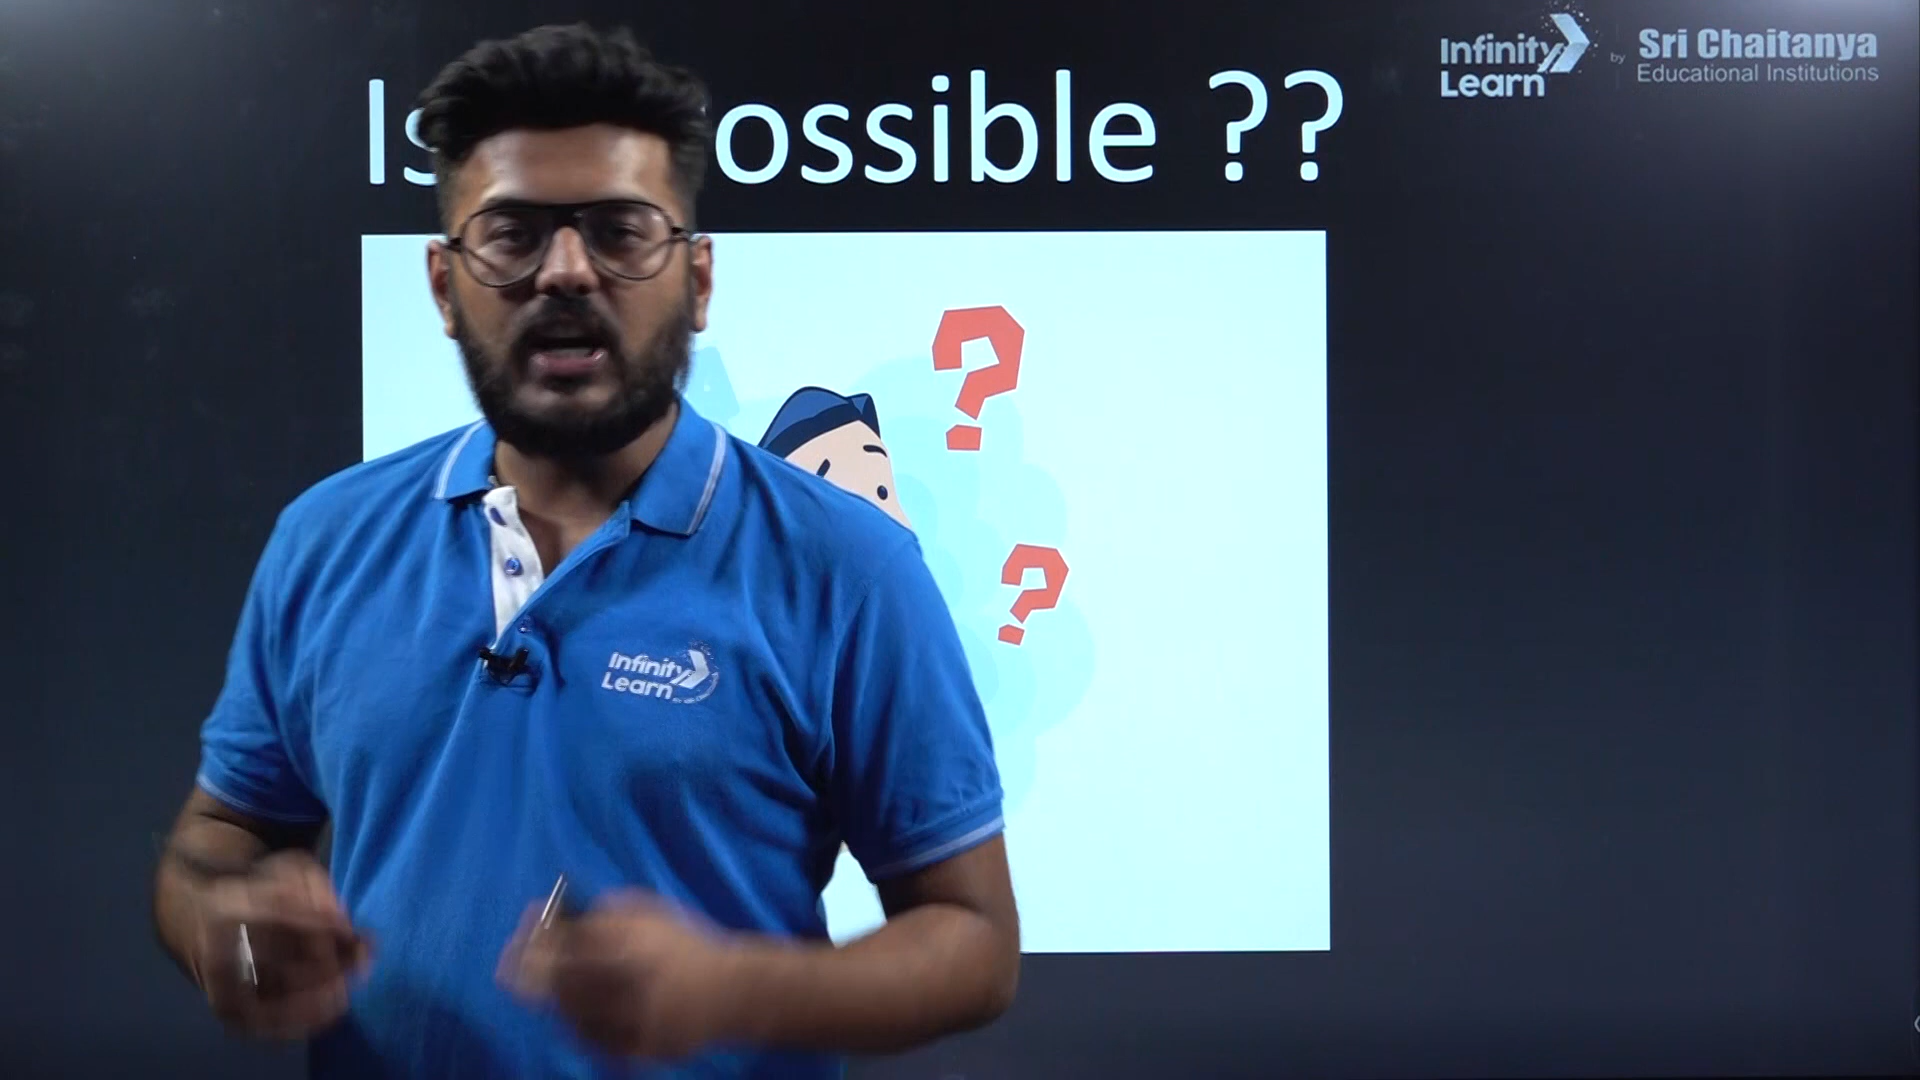 Is ossible ??
Infinity Learn by Sri Chaitanya Educational Institutions
?
?
Infinity
Learn